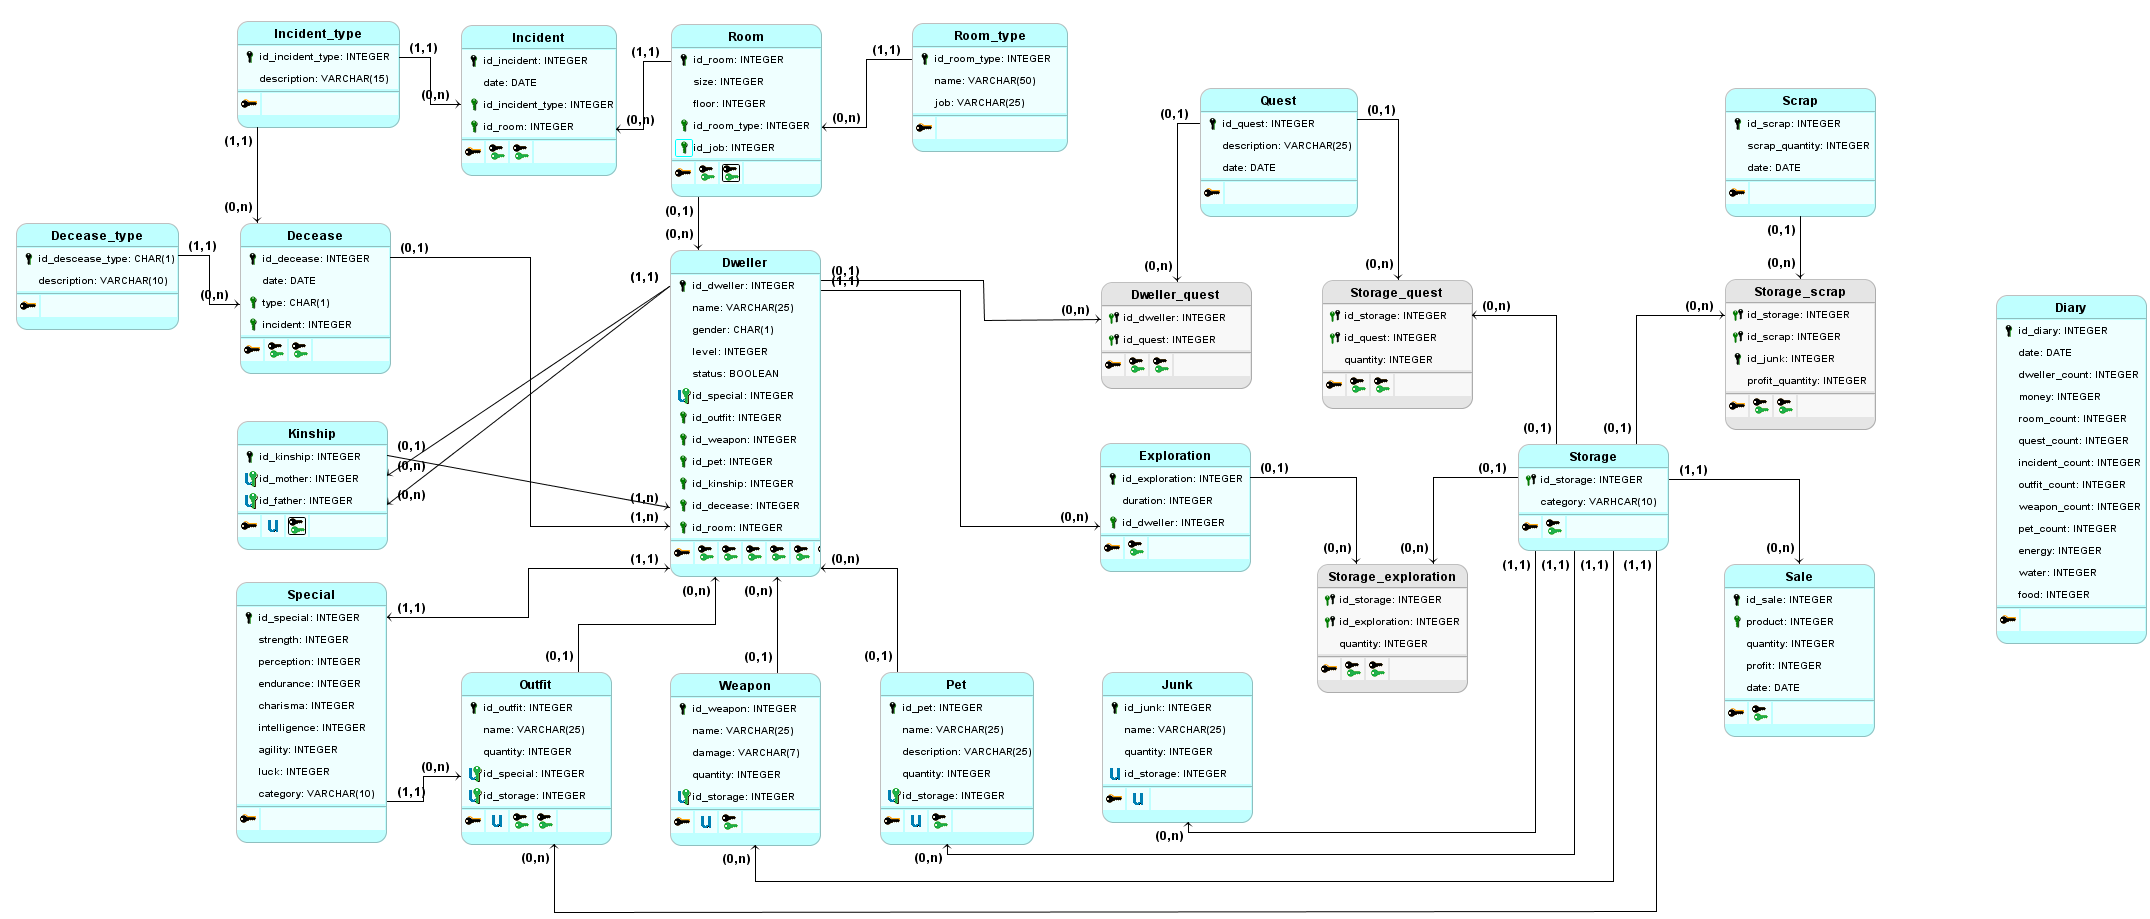 Incident_type
id_incident_type: INTEGER
description: VARCHAR(15)
(1,1)
(0,n)
(1,1)
(0,n)
Incident
id_incident: INTEGER
date: DATE
id_incident_type: INTEGER
id_room: INTEGER
(1,1)
(0,n)
Room
id_room: INTEGER
size: INTEGER
floor: INTEGER
id_room_type: INTEGER
id_job: INTEGER
(1,1)
(0,n)
(0,1)
(0,n)
Room_type
id_room_type: INTEGER
name: VARCHAR(50)
job: VARCHAR(25)
Quest
id_quest: INTEGER
description: VARCHAR(25)
date: DATE
(0,1)
(0,n)
(0,1)
(0,n)
Scrap
id_scrap: INTEGER
scrap_quantity: INTEGER
date: DATE
(0,1)
(0,n)
Decease_type
id_descease_type: CHAR(1)
description: VARCHAR(10)
(1,1)
(0,n)
Decease
id_decease: INTEGER
date: DATE
type: CHAR(1)
incident: INTEGER
(0,1)
(1,n)
Dweller
id_dweller: INTEGER
name: VARCHAR(25)
gender: CHAR(1)
level: INTEGER
status: BOOLEAN
id_special: INTEGER
id_outfit: INTEGER
id_weapon: INTEGER
id_pet: INTEGER
id_kinship: INTEGER
id_decease: INTEGER
id_room: INTEGER
(1,1)
(0,1)
(1,1)
(0,n)
(0,n)
Dweller_quest
id_dweller: INTEGER
id_quest: INTEGER
Storage_quest
id_storage: INTEGER
id_quest: INTEGER
quantity: INTEGER
(0,n)
(0,1)
Storage_scrap
id_storage: INTEGER
id_scrap: INTEGER
id_junk: INTEGER
profit_quantity: INTEGER
(0,n)
(0,1)
Diary
id_diary: INTEGER
date: DATE
dweller_count: INTEGER
money: INTEGER
room_count: INTEGER
quest_count: INTEGER
incident_count: INTEGER
outfit_count: INTEGER
weapon_count: INTEGER
pet_count: INTEGER
energy: INTEGER
water: INTEGER
food: INTEGER
Kinship
id_kinship: INTEGER
id_mother: INTEGER
id_father: INTEGER
(0,1)
(0,n)
(0,n)
(1,n)
Exploration
id_exploration: INTEGER
duration: INTEGER
id_dweller: INTEGER
(0,1)
(0,n)
Storage
id_storage: INTEGER
category: VARHCAR(10)
(0,1)
(0,n)
(1,1)
(0,n)
(1,1)
(1,1)
(1,1)
(1,1)
Storage_exploration
id_storage: INTEGER
id_exploration: INTEGER
quantity: INTEGER
Sale
id_sale: INTEGER
product: INTEGER
quantity: INTEGER
profit: INTEGER
date: DATE
Special
id_special: INTEGER
strength: INTEGER
perception: INTEGER
endurance: INTEGER
charisma: INTEGER
intelligence: INTEGER
agility: INTEGER
luck: INTEGER
category: VARCHAR(10)
(1,1)
(1,1)
(1,1)
(0,n)
(0,n)
(0,n)
(0,n)
(0,1)
(0,1)
(0,1)
Outfit
id_outfit: INTEGER
name: VARCHAR(25)
quantity: INTEGER
id_special: INTEGER
id_storage: INTEGER
(0,n)
Weapon
id_weapon: INTEGER
name: VARCHAR(25)
damage: VARCHAR(7)
quantity: INTEGER
id_storage: INTEGER
(0,n)
Pet
id_pet: INTEGER
name: VARCHAR(25)
description: VARCHAR(25)
quantity: INTEGER
id_storage: INTEGER
(0,n)
Junk
id_junk: INTEGER
name: VARCHAR(25)
quantity: INTEGER
id_storage: INTEGER
(0,n)